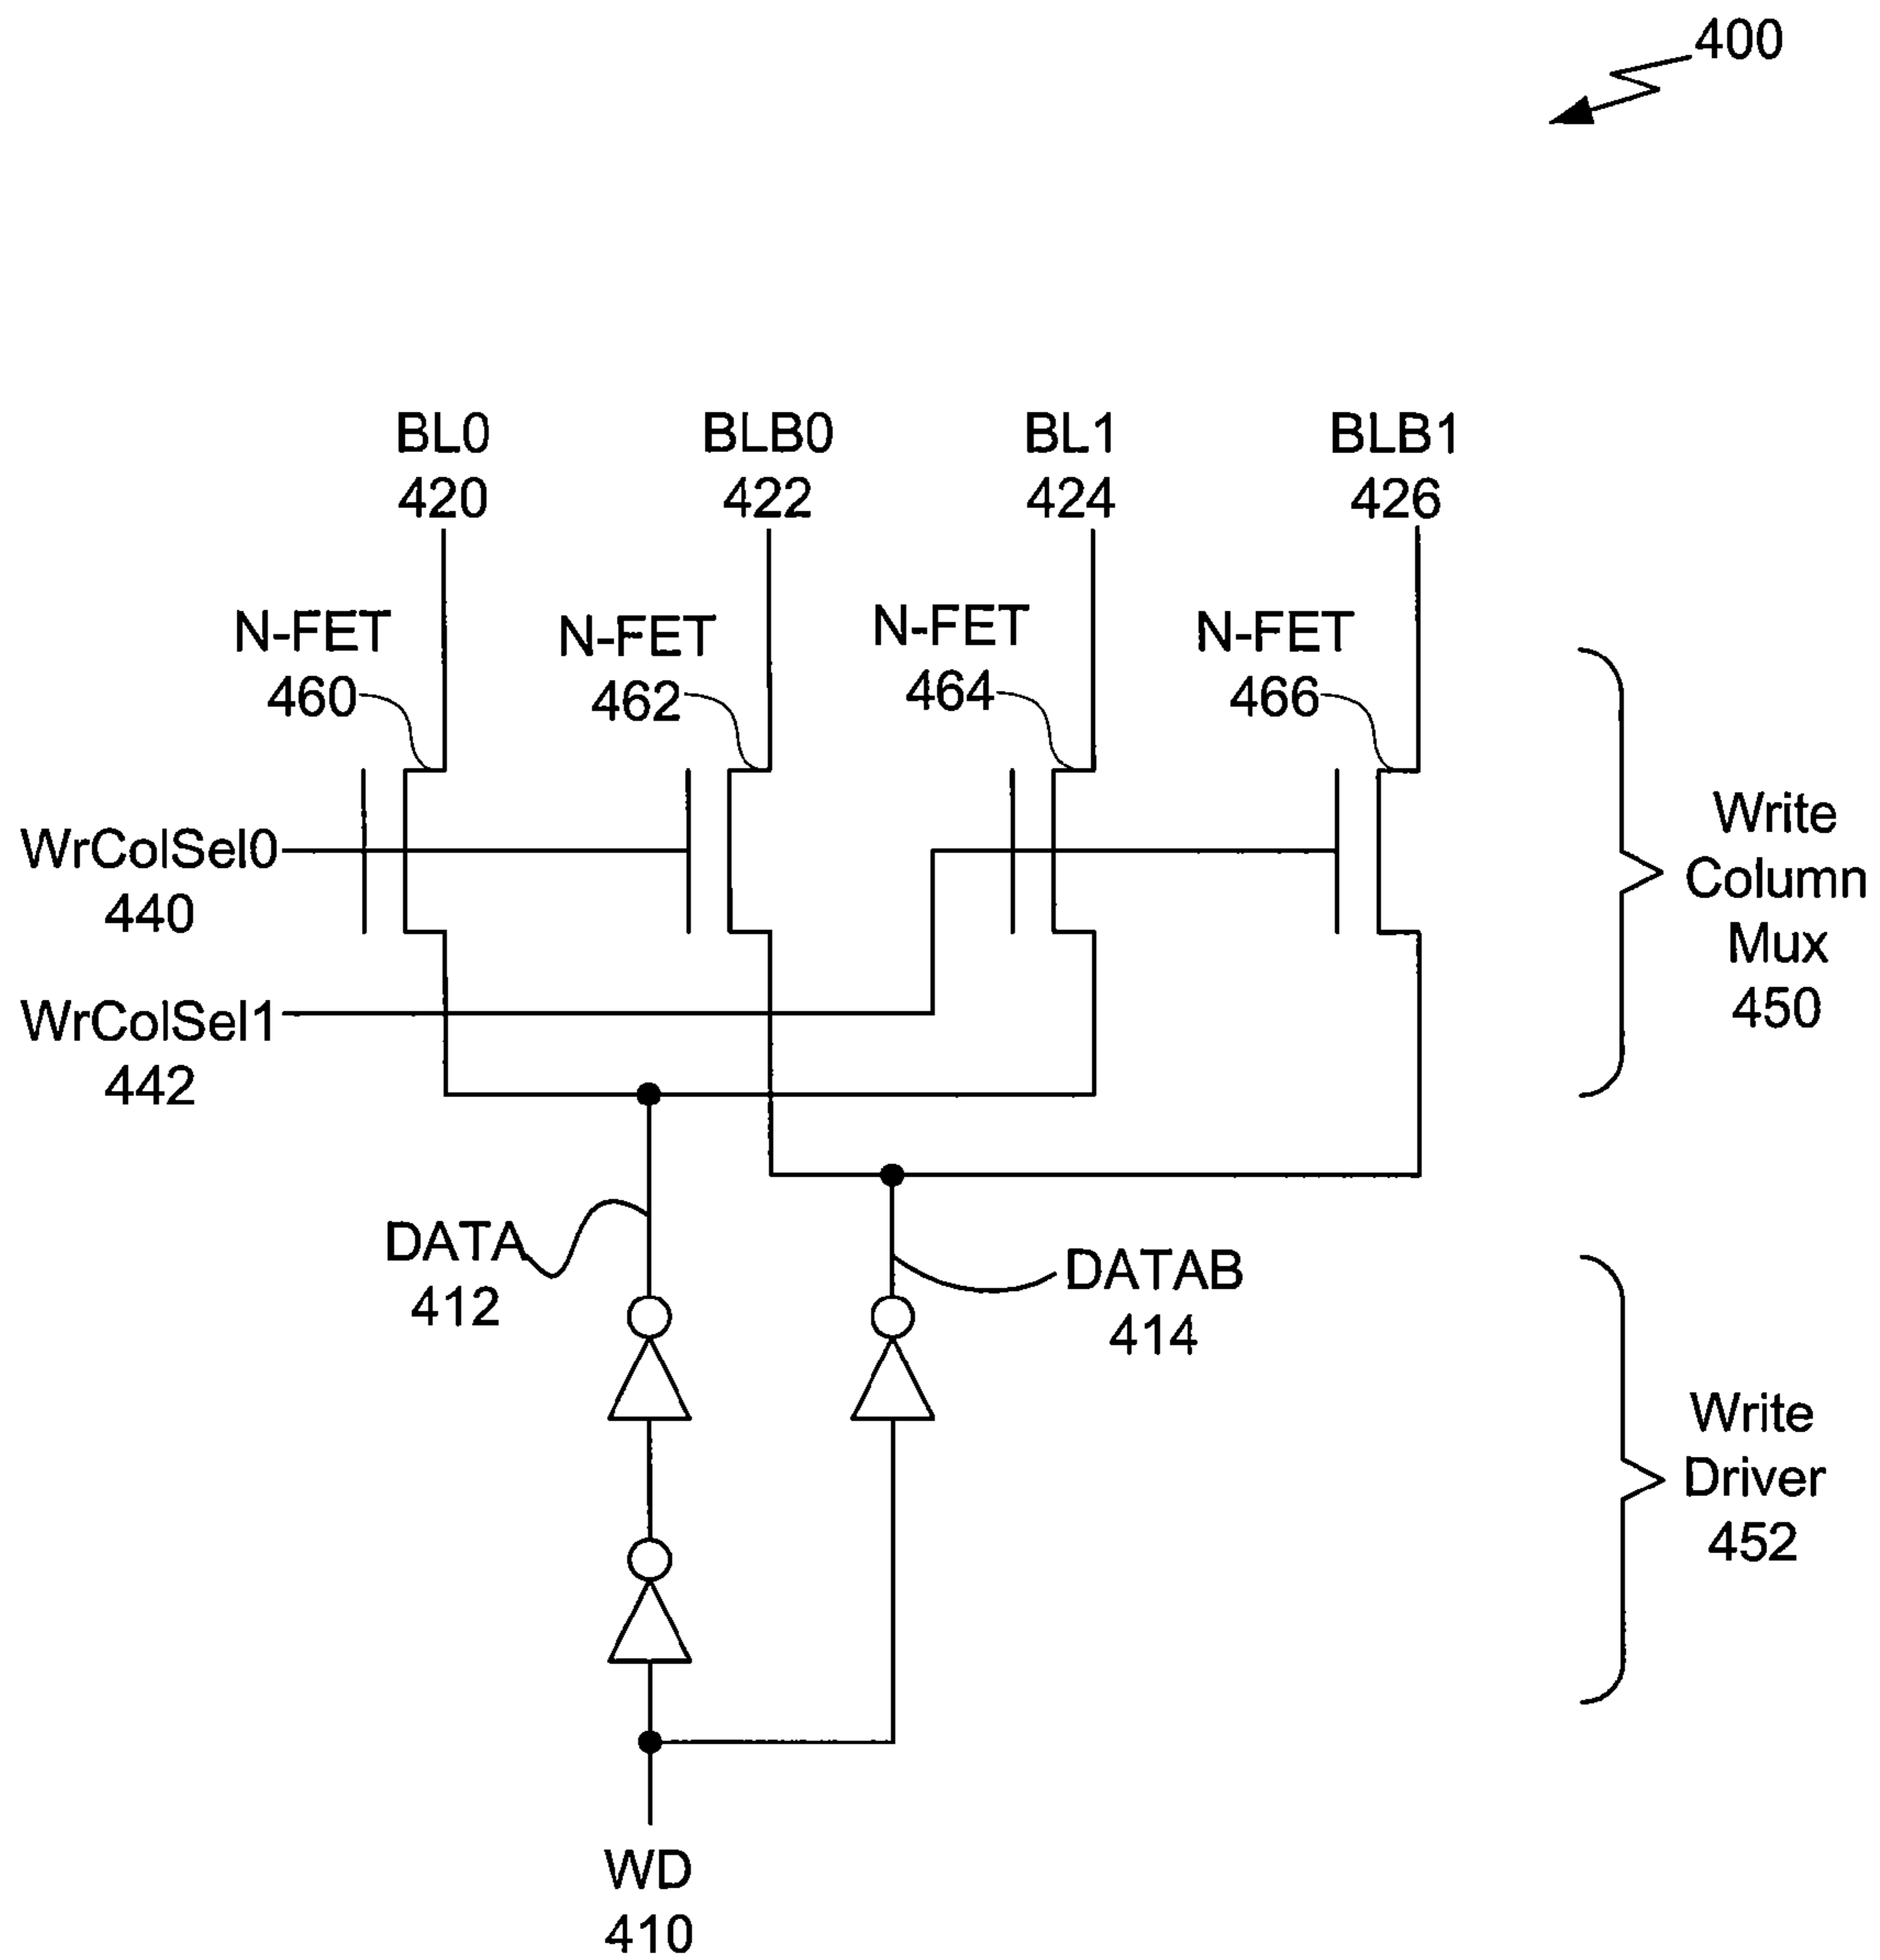 400
BL0
420
BLB0
422
BL1
424
BLB1
426
N-FET
460
N-FET
462
N-FET
464
N-FET
466
WrColSel0
440
WrColSel1
442
Write
Column
Mux
450
DATA
412
DATAB
414
Write
Driver
452
WD
410